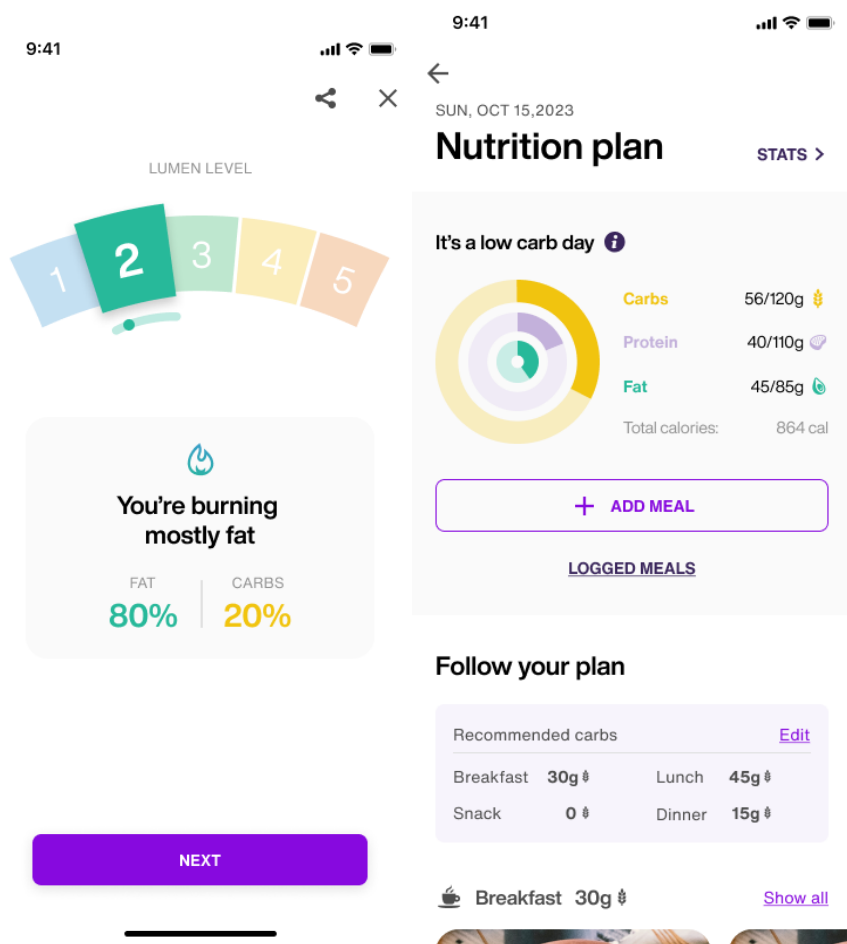 9:41
LUMEN LEVEL
1 2 3 4 5
You're burning
mostly fat
FAT CARBS
80% 20%
NEXT
9:41
SUN, OCT 15,2023
Nutrition plan
STATS
It's a low carb day
Carbs 56/120g
Protein 40/110g
Fat 45/85g
Total calories: 864 cal
+ ADD MEAL
LOGGED MEALS
Follow your plan
Recommended carbs Edit
Breakfast 30g Lunch 45g
Snack 0 Dinner 15g
Breakfast 30g Show all